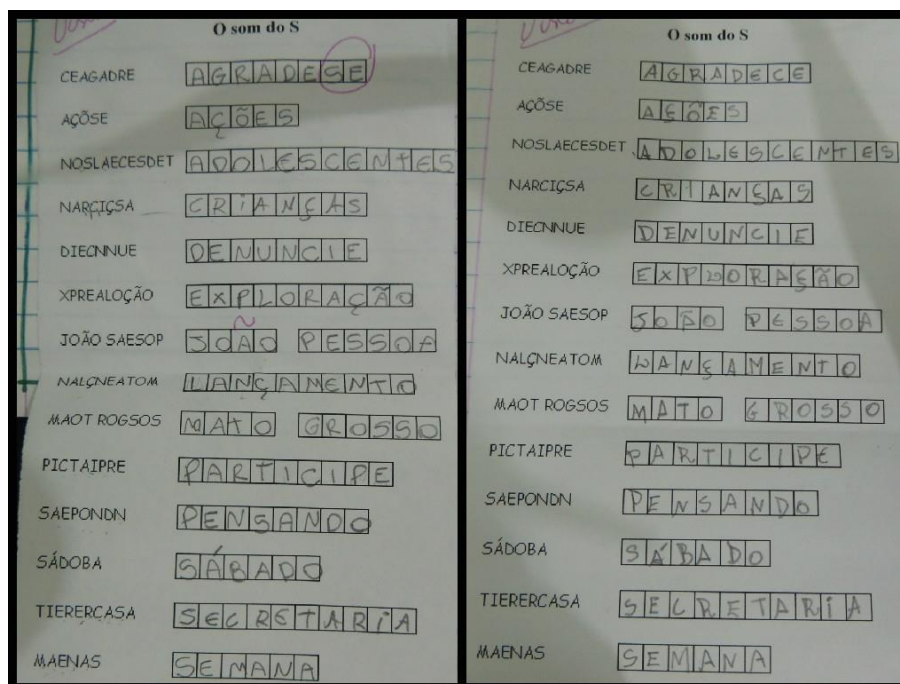 O som do S
CEAGADRE AGRADESE
AÇÕSE AÇÕES
NOSLAECESDET ADOLESCENTES
NARCIÇSA CRIANÇAS
DIECNNUE DENUNCIE
XPREALOÇÃO EXPLORAÇÃO
JOÃO SAESOP JOÃO PESSOA
NALÇNEATOM LANÇAMENTO
MAOT ROGSOS MATO GROSSO
PICTAIPRE PARTICIPE
SAEPONDN PENSANDO
SÁDOBA SÁBADO
TIERERCASA SECRETARIA
MAENAS SEMANA
O som do S
CEAGADRE AGRADECE
AÇÕSE AÇÕES
NOSLAECESDET ADOLESCENTES
NARCIÇSA CRIANÇAS
DIECNNUE DENUNCIE
XPREALOÇÃO EXPLORAÇÃO
JOÃO SAESOP JOÃO PESSOA
NALÇNEATOM LANÇAMENTO
MAOT ROGSOS MATO GROSSO
PICTAIPRE PARTICIPE
SAEPONDN PENSANDO
SÁDOBA SÁBADO
TIERERCASA SECRETARIA
MAENAS SEMANA